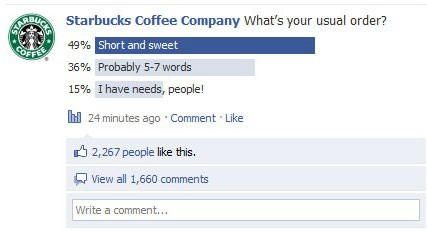 STARBUCKS COFFEE
Starbucks Coffee Company What's your usual order?
49% Short and sweet
36% Probably 5-7 words
15% I have needs, people!
24 minutes ago · Comment · Like
2,267 people like this.
View all 1,660 comments
Write a comment...